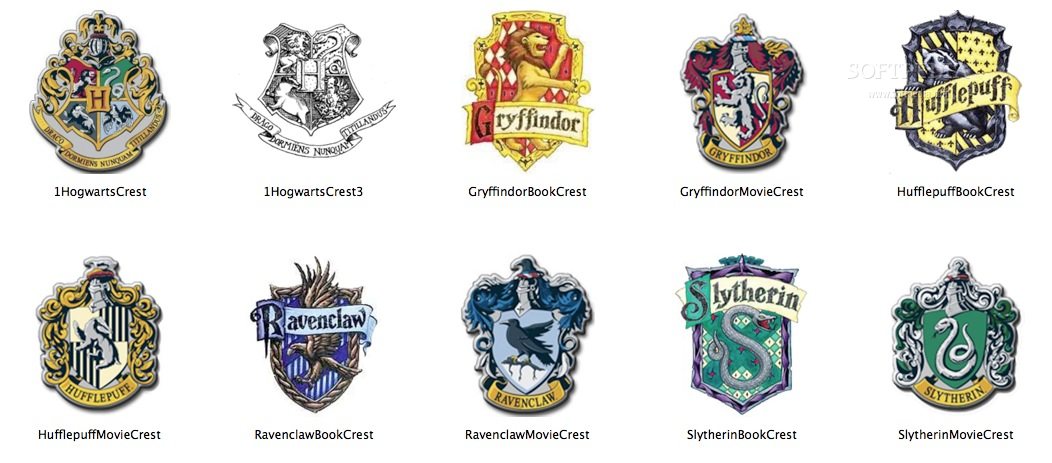 H
DRACO DORMIENS NUNQUAM TITILLANDUS
H
DRACO DORMIENS NUNQUAM TITILLANDUS
Gryffindor
GRYFFINDOR
Hufflepuff
1HogwartsCrest
1HogwartsCrest3
GryffindorBookCrest
GryffindorMovieCrest
HufflepuffBookCrest
HUFFLEPUFF
Ravenclaw
RAVENCLAW
Slytherin
SLYTHERIN
HufflepuffMovieCrest
RavenclawBookCrest
RavenclawMovieCrest
SlytherinBookCrest
SlytherinMovieCrest